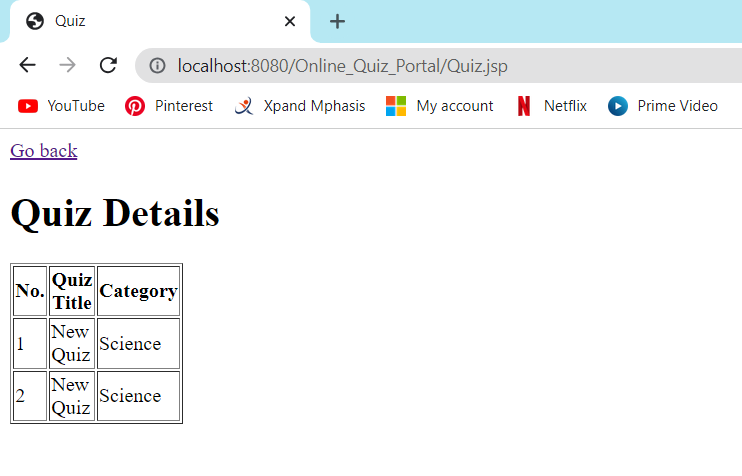 Quiz
localhost:8080/Online_Quiz_Portal/Quiz.jsp
YouTube Pinterest Xpand Mphasis My account Netflix Prime Video
Go back
Quiz Details
No. Quiz Title Category
1 New Quiz Science
2 New Quiz Science